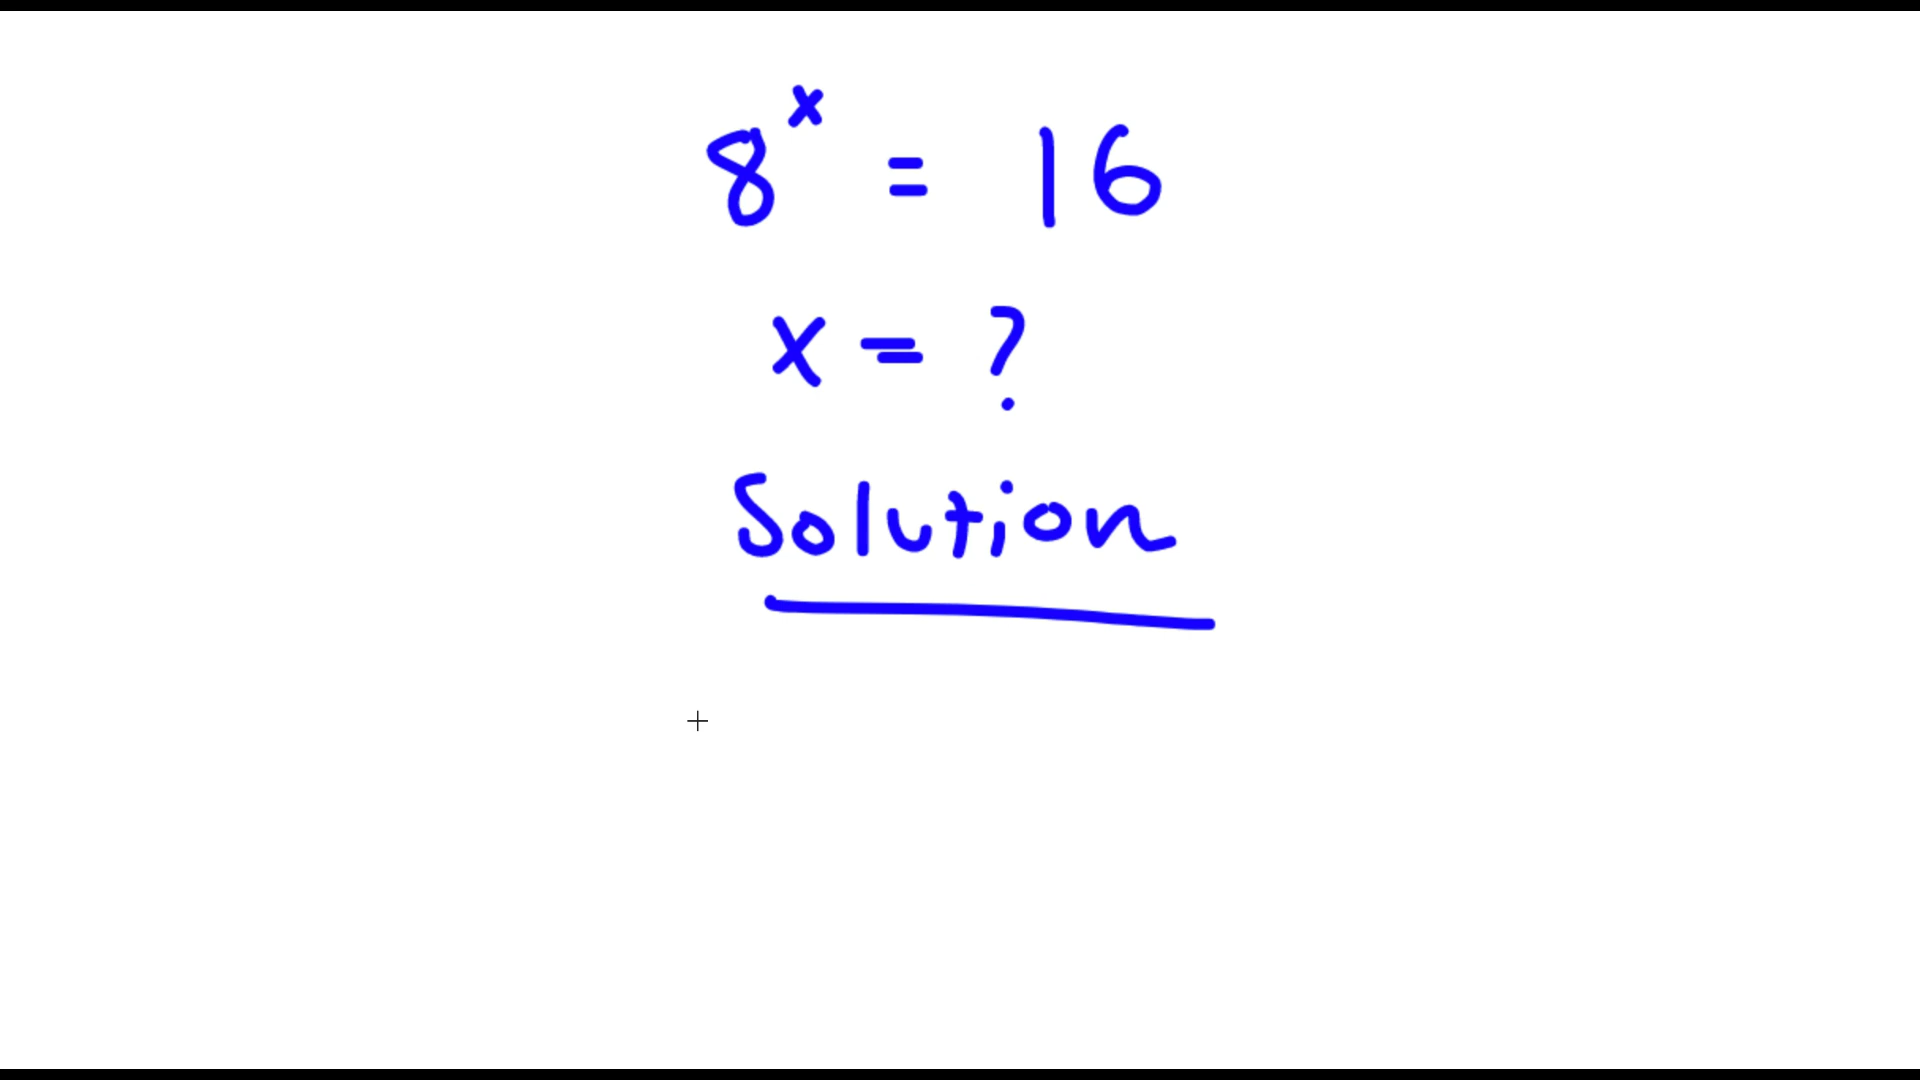 8^x = 16
x = ?
Solution